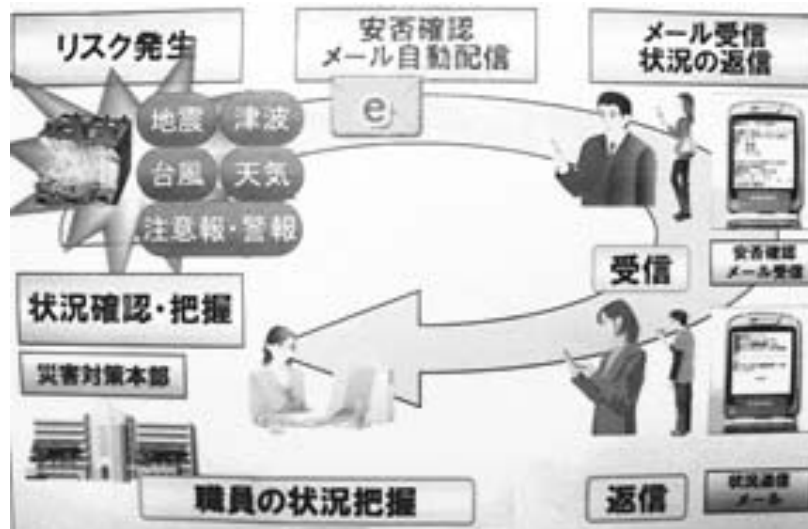 リスク発生
安否確認
メール自動配信
メール受信
状況の返信
e
地震
津波
台風
天気
注意報・警報
受信
安否確認
メール受信
状況確認・把握
災害対策本部
職員の状況把握
返信
状況返信
メール